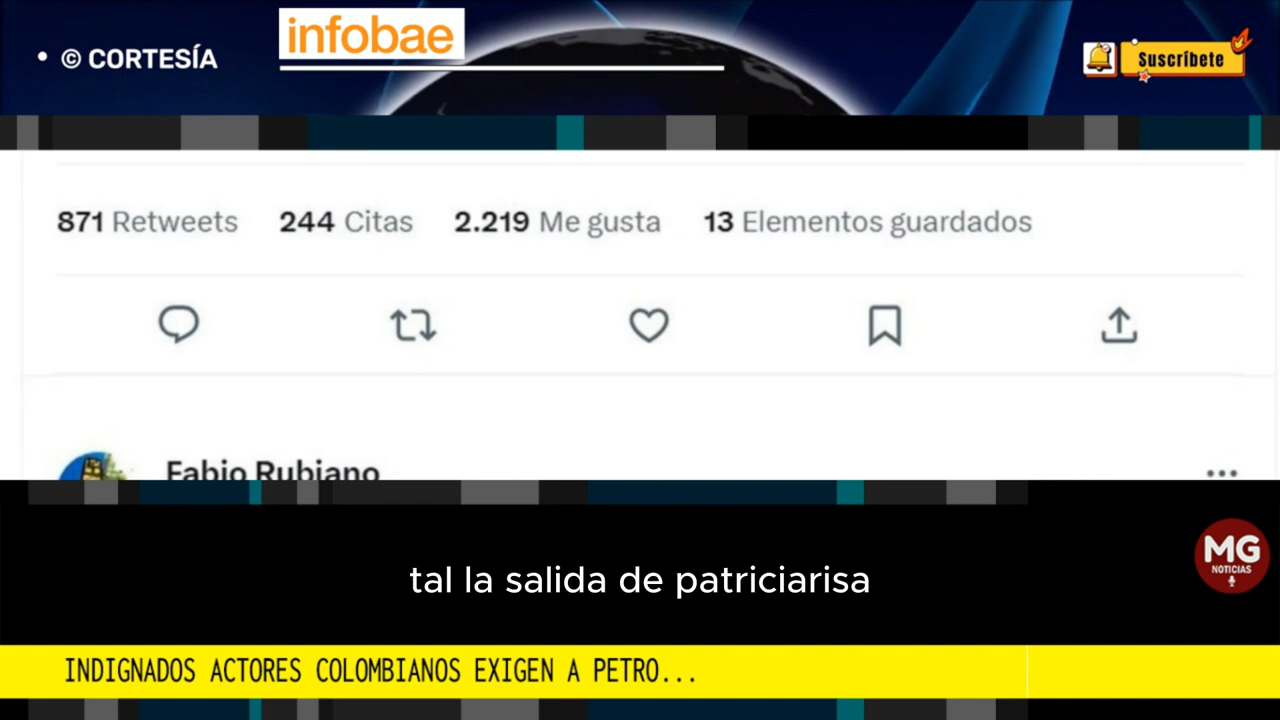 © CORTESÍA
infobae
Suscríbete
871 Retweets 244 Citas 2.219 Me gusta 13 Elementos guardados
Fabio Rubiano
tal la salida de patriciarisa
MG
NOTICIAS
INDIGNADOS ACTORES COLOMBIANOS EXIGEN A PETRO...